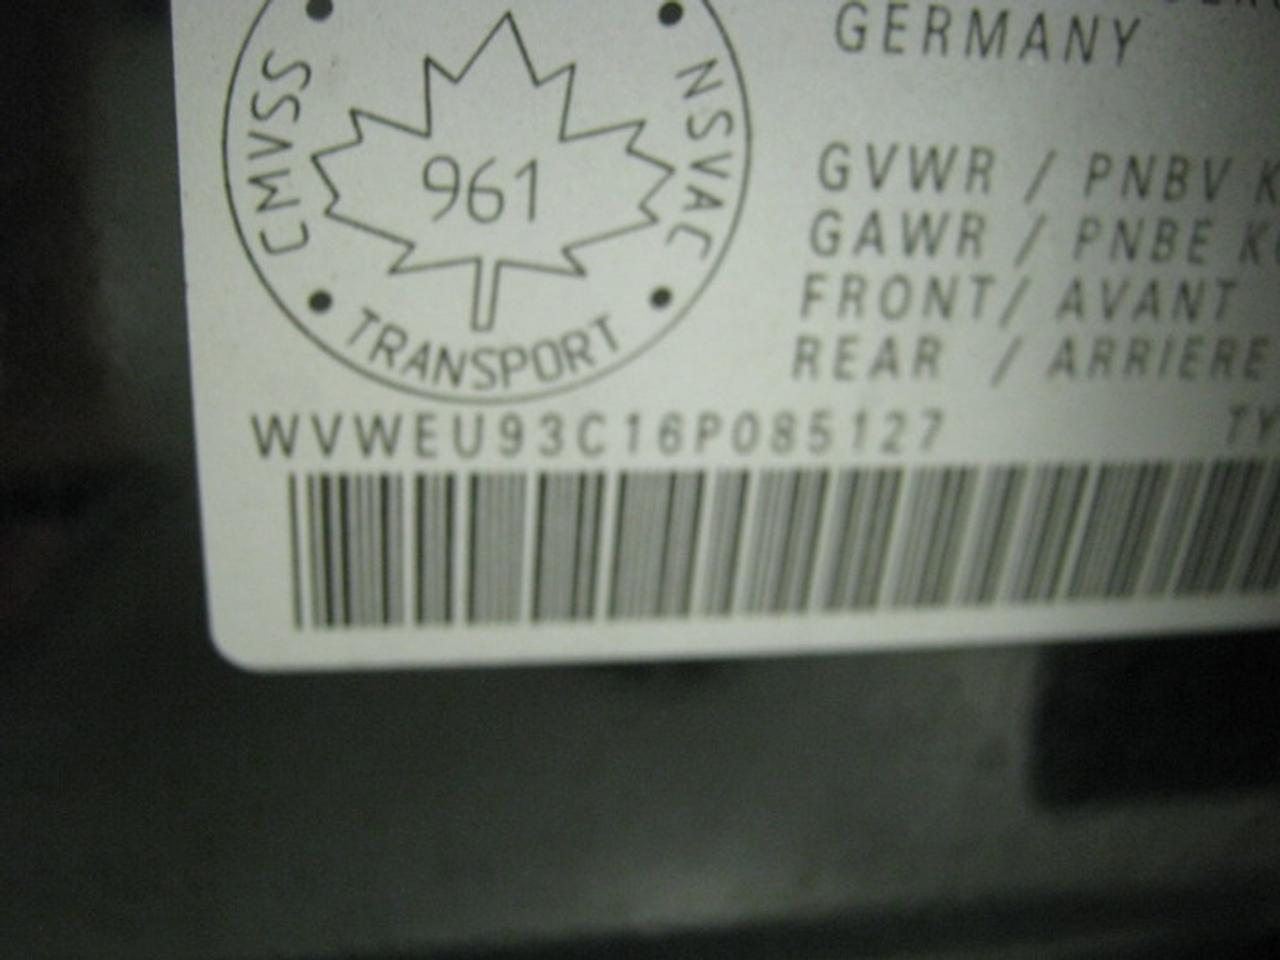 CMVSS
NSVAC
961
TRANSPORT
GERMANY
GVWR / PNBV
GAWR / PNBE
FRONT/ AVANT
REAR / ARRIERE
WVWEU93C16P085127